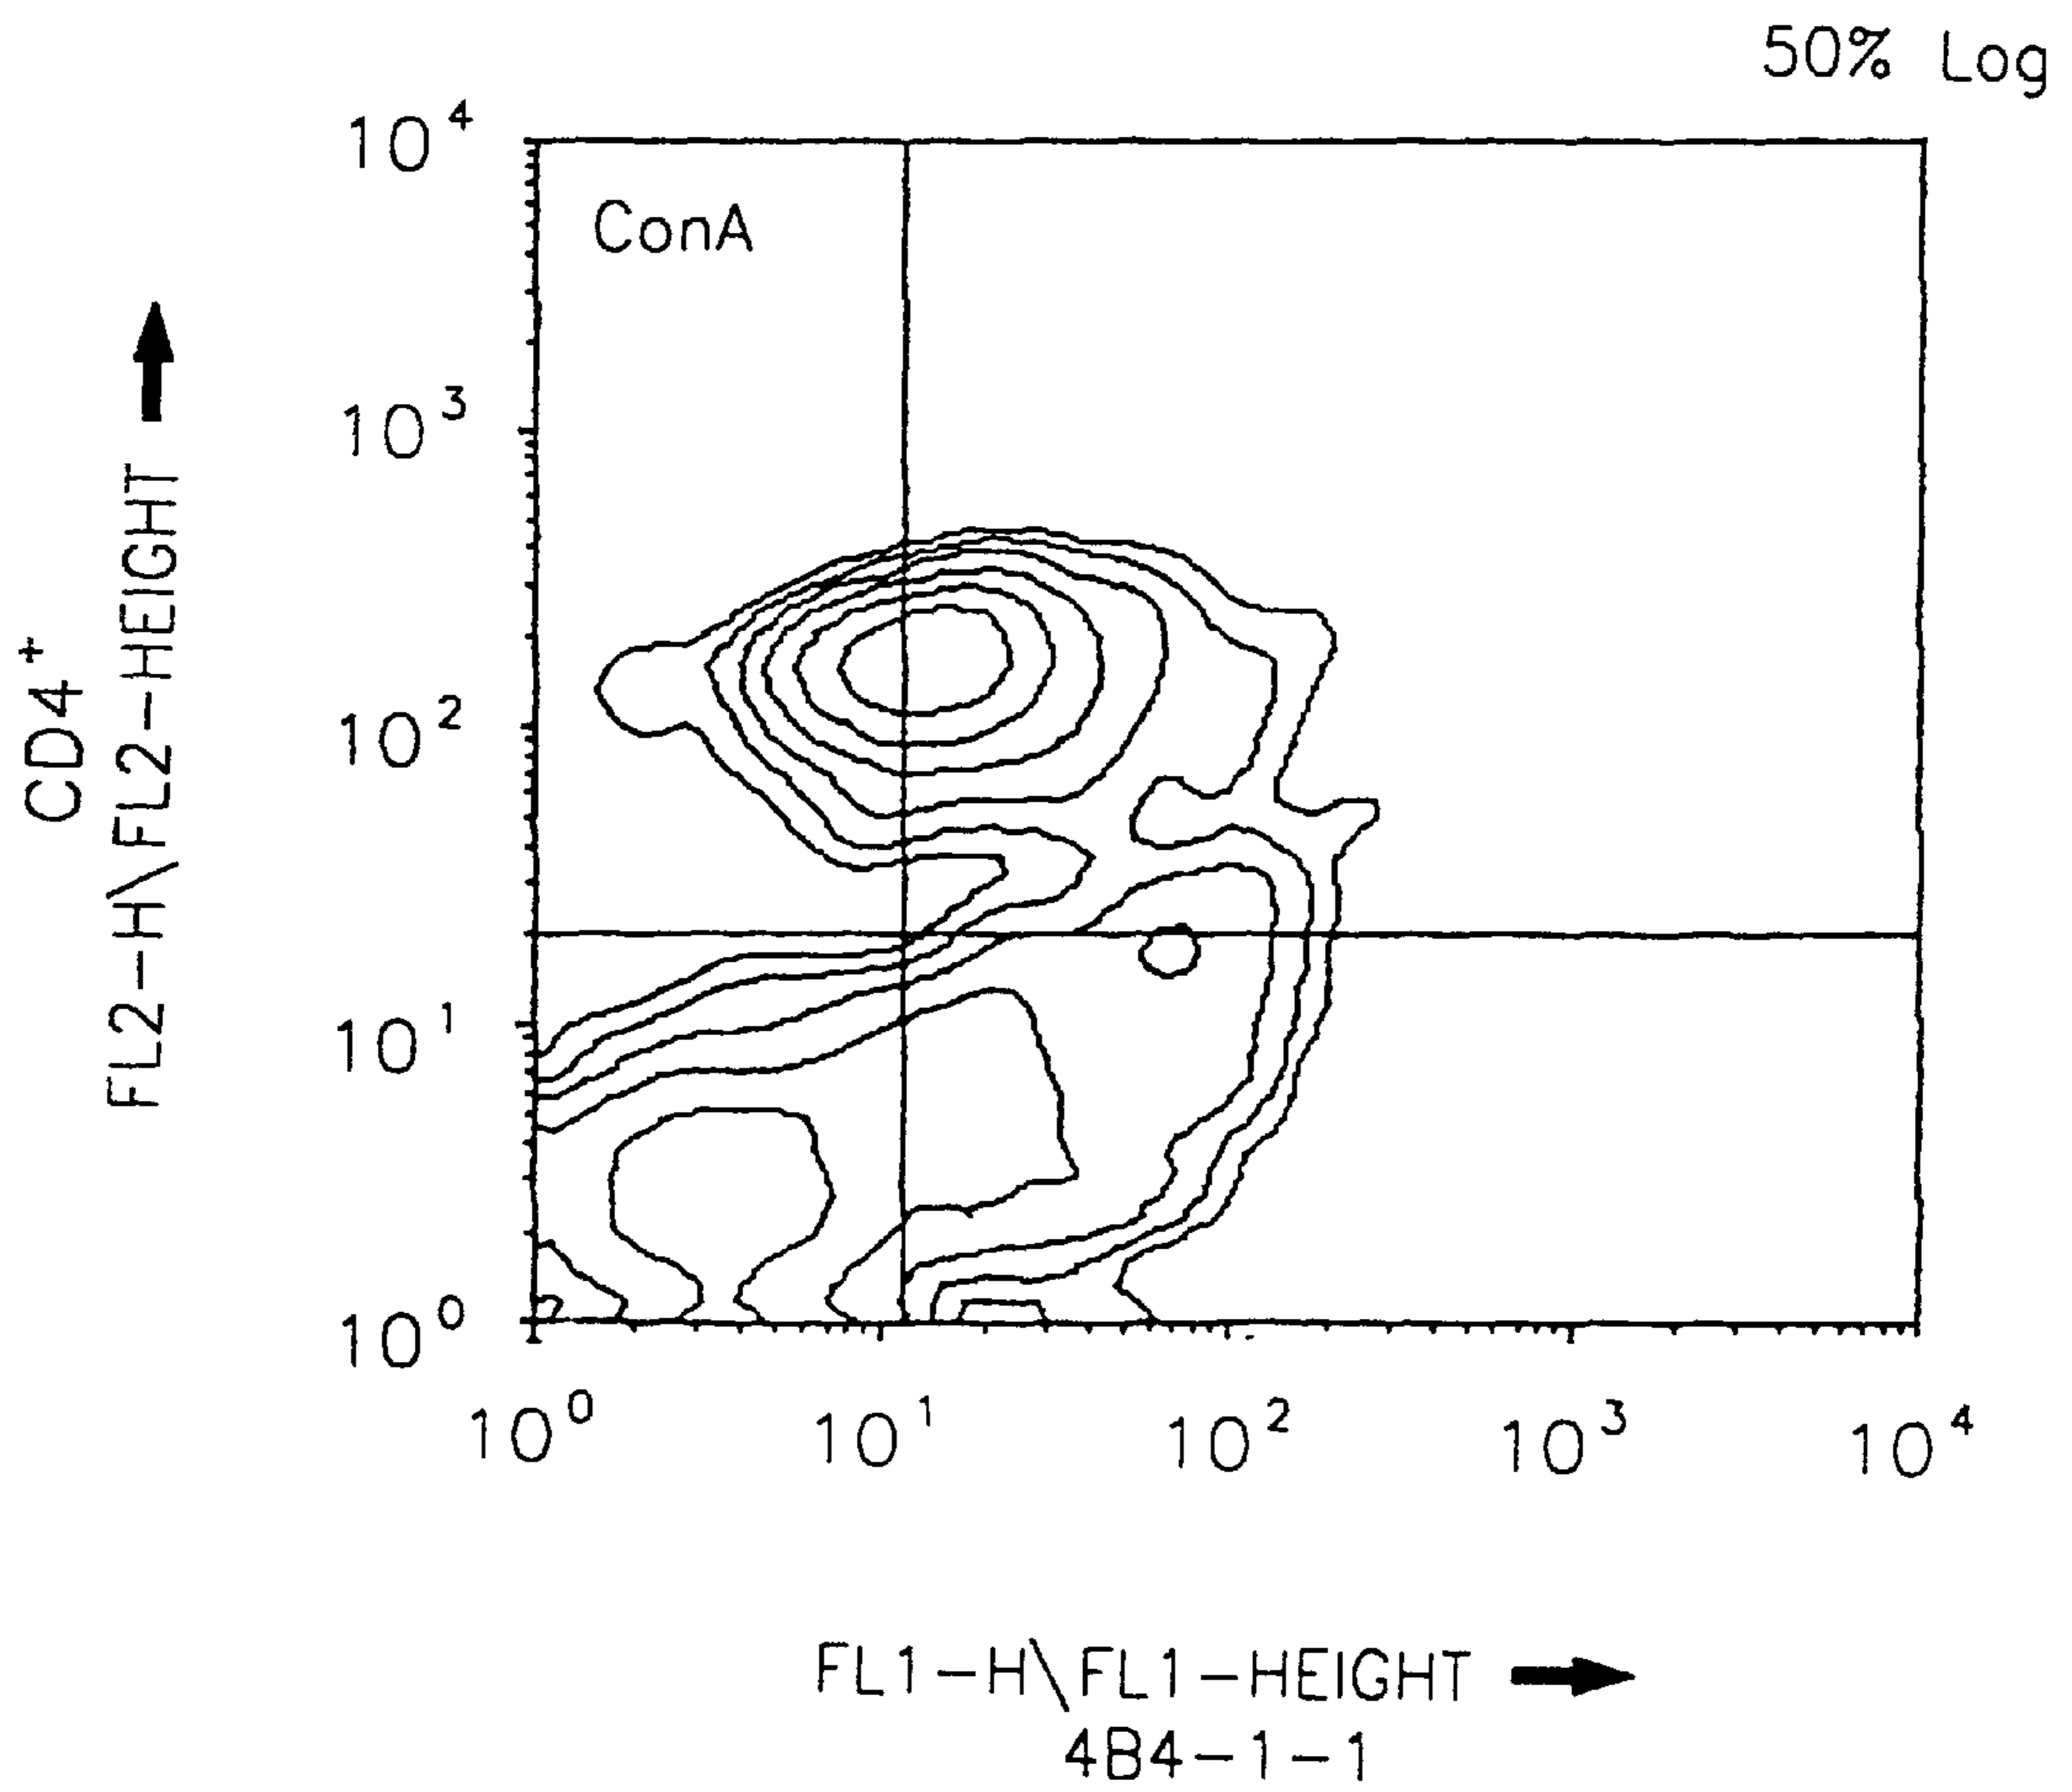 50% Log
10^4
ConA
10^3
10^2
10^1
10^0
CD4+
FL2-H\FL2-HEIGHT
10^0 10^1 10^2 10^3 10^4
FL1-H\FL1-HEIGHT
4B4-1-1